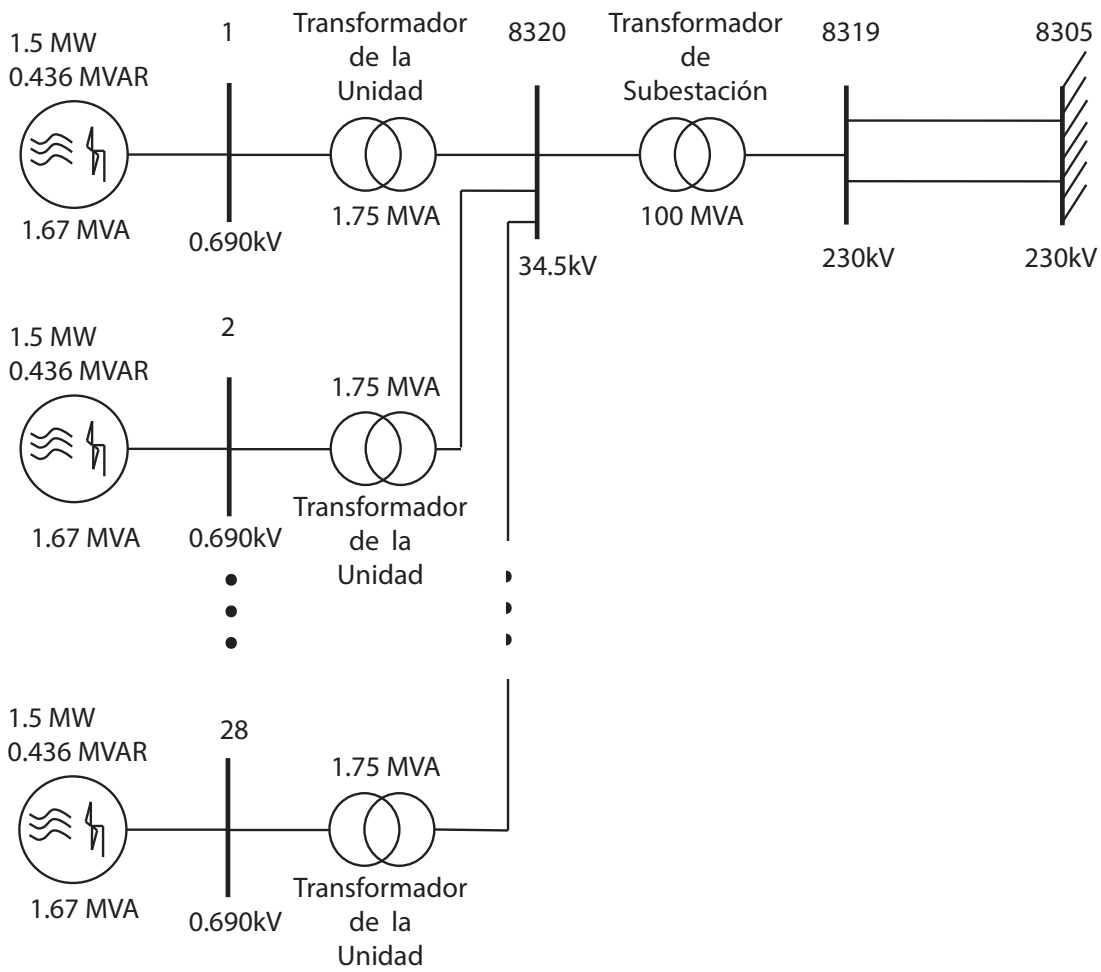 1.5 MW
0.436 MVAR
1.67 MVA
1
0.690kV
Transformador
de la
Unidad
1.75 MVA
8320
34.5kV
Transformador
de
Subestación
100 MVA
8319
230kV
8305
230kV
1.5 MW
0.436 MVAR
1.67 MVA
2
0.690kV
1.75 MVA
Transformador
de la
Unidad
1.5 MW
0.436 MVAR
1.67 MVA
28
0.690kV
1.75 MVA
Transformador
de la
Unidad